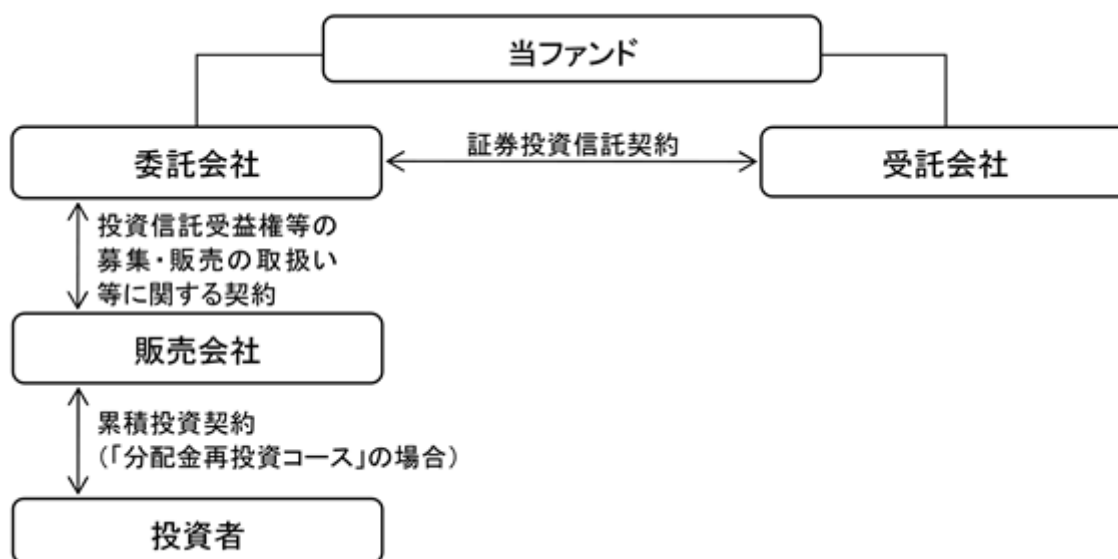 当ファンド
委託会社
証券投資信託契約
受託会社
投資信託受益権等の
募集・販売の取扱い
等に関する契約
販売会社
累積投資契約
(｢分配金再投資コース｣の場合)
投資者